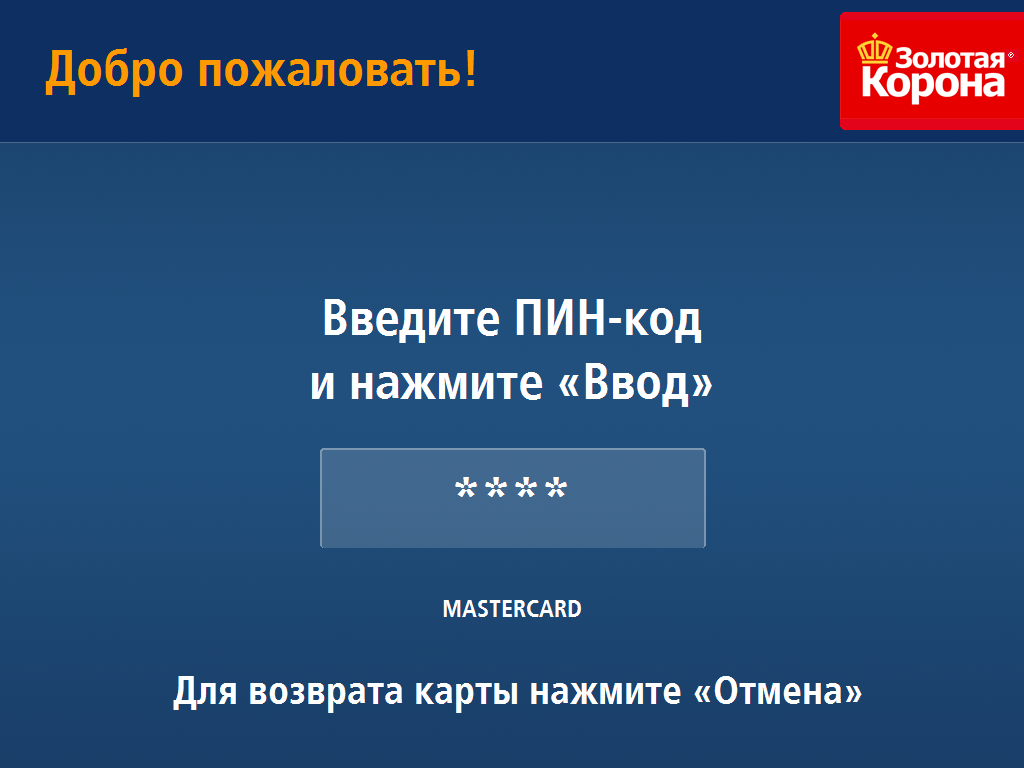 Добро пожаловать!
Золотая
Корона
Введите ПИН-код
и нажмите «Ввод»
****
MASTERCARD
Для возврата карты нажмите «Отмена»